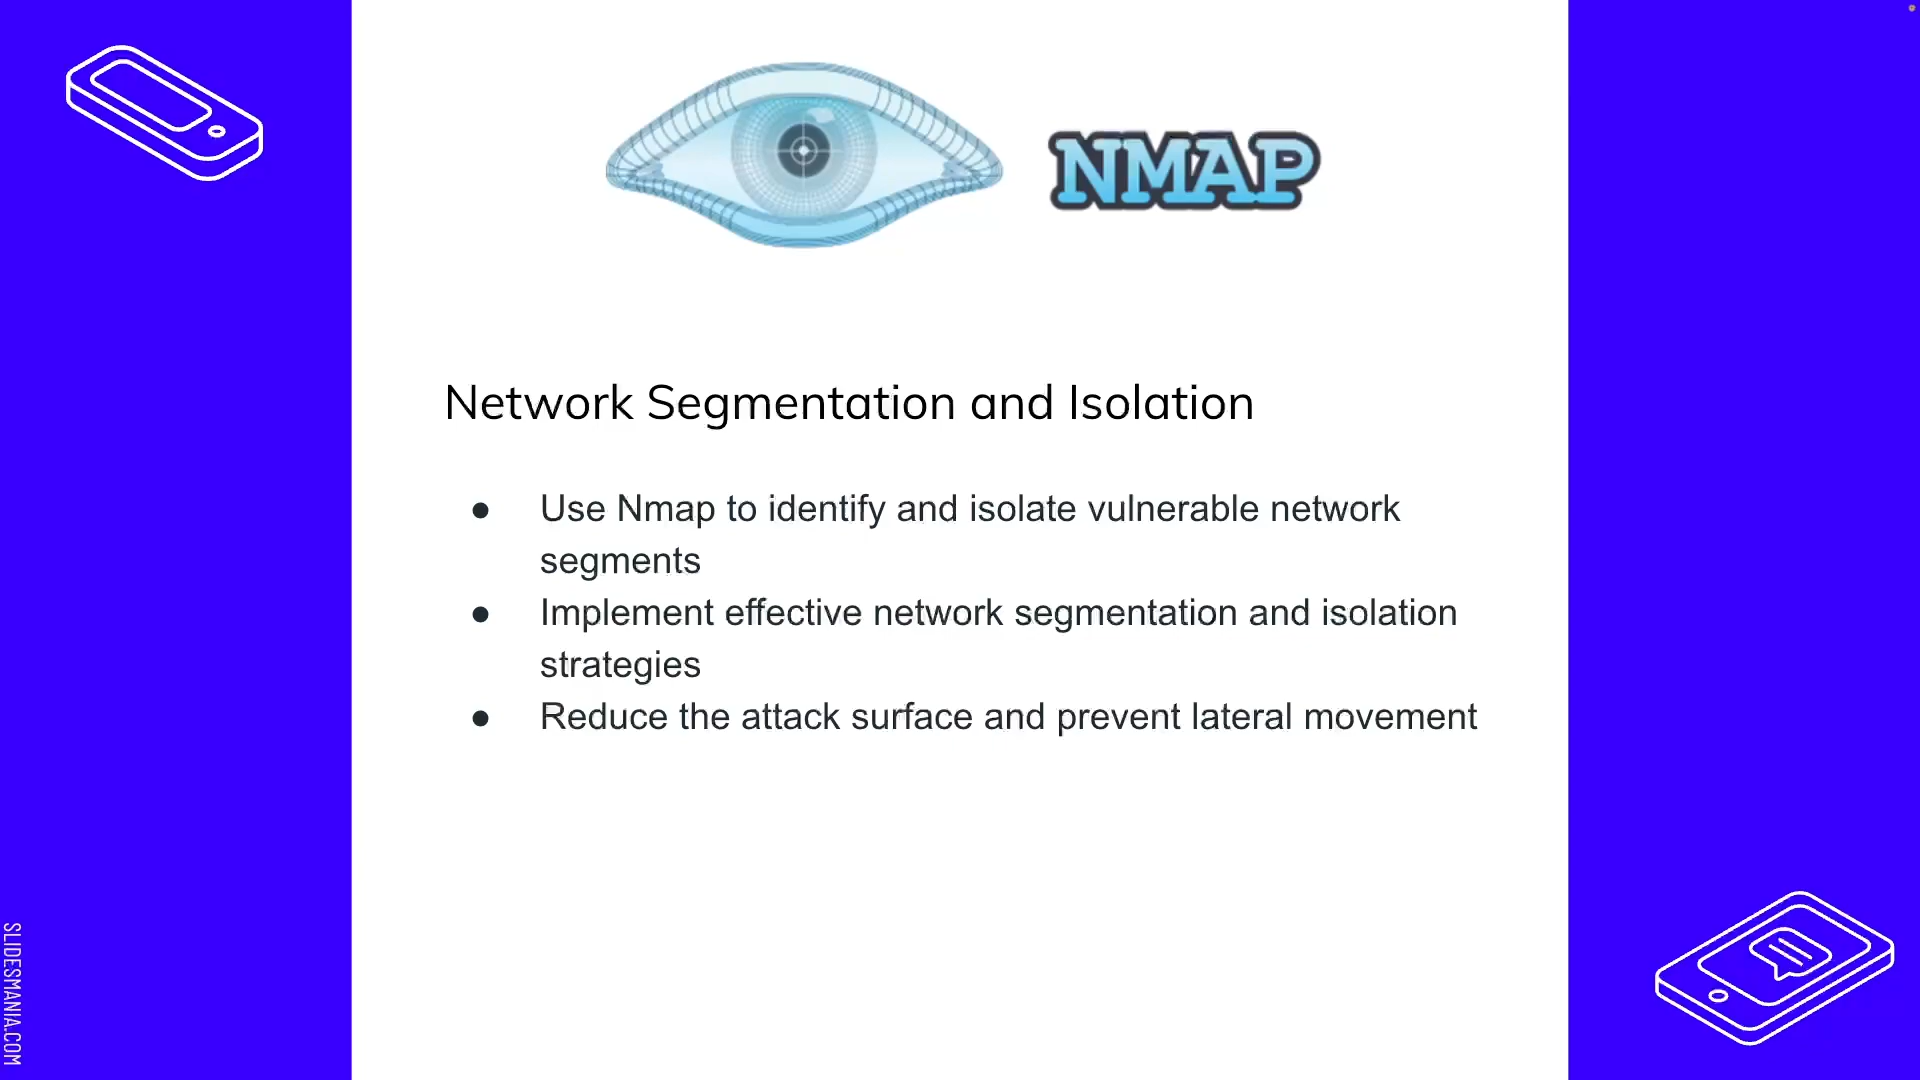 NMAP
Network Segmentation and Isolation
● Use Nmap to identify and isolate vulnerable network
segments
● Implement effective network segmentation and isolation
strategies
● Reduce the attack surface and prevent lateral movement
SLIDESMANIA.COM